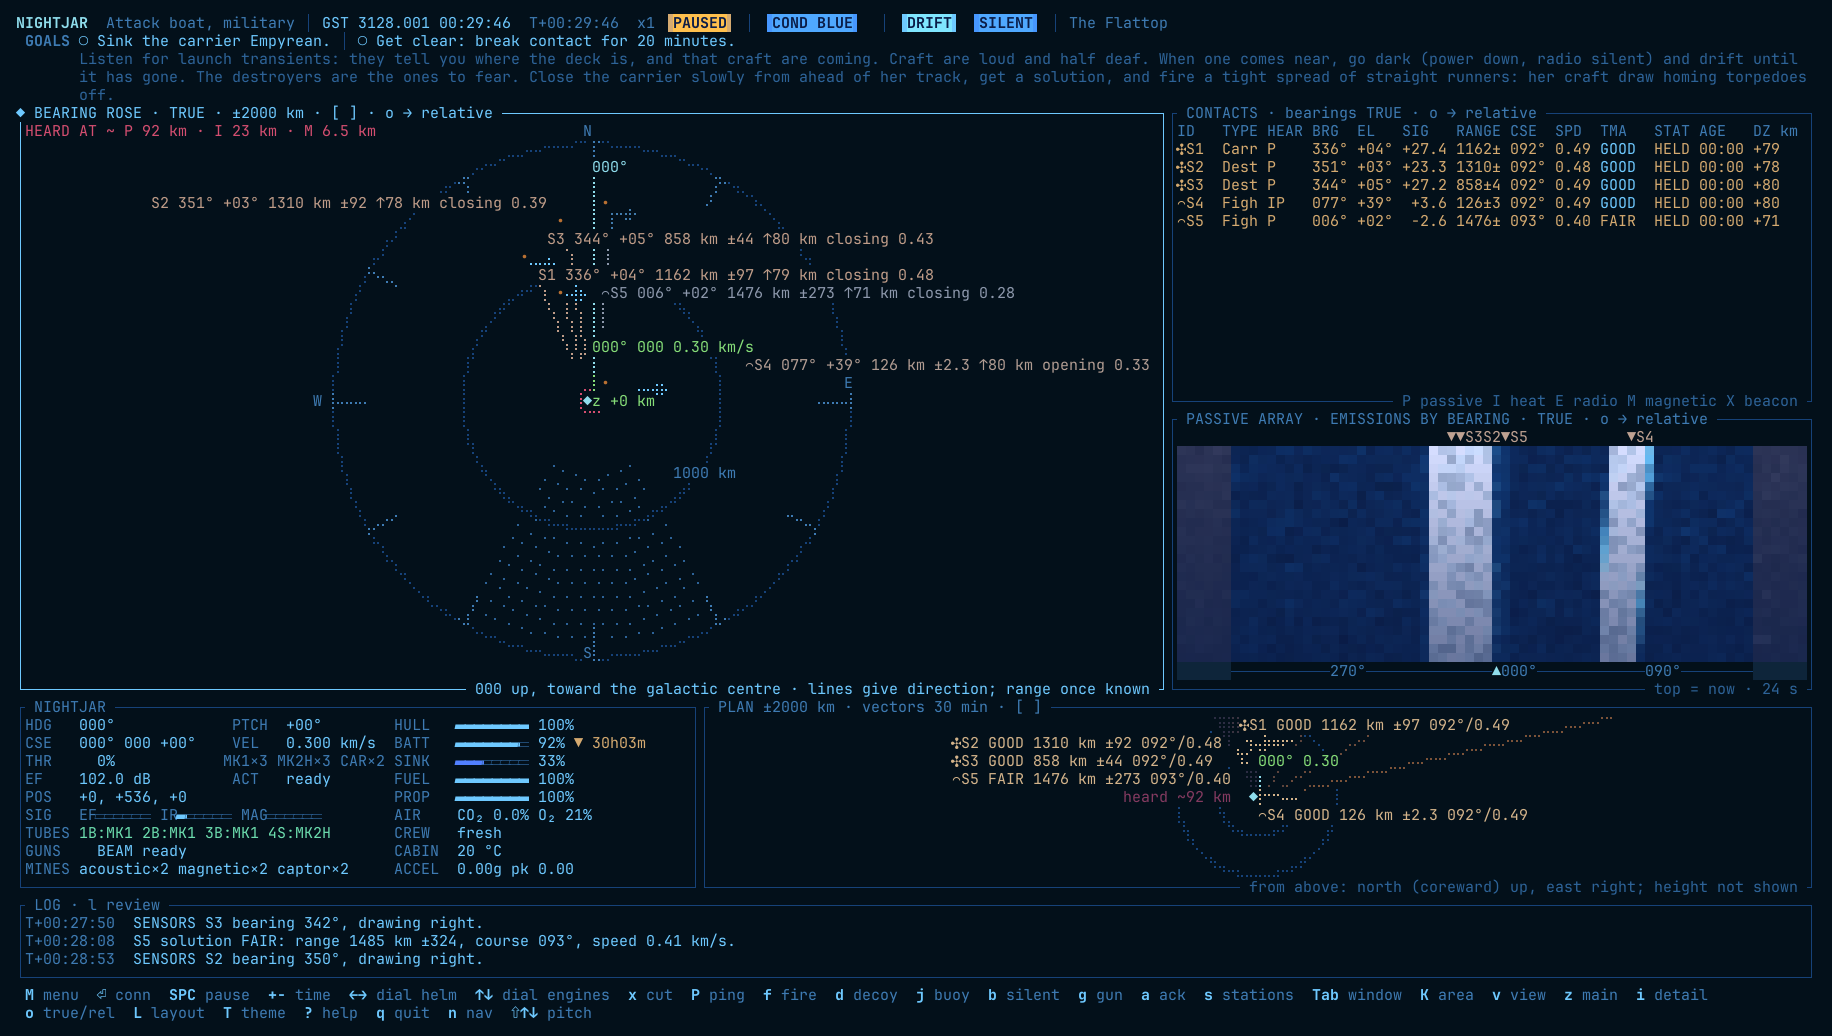 NIGHTJAR Attack boat, military │ GST 3128.001 00:29:46 T+00:29:46 x1 PAUSED │ COND BLUE │ DRIFT SILENT │ The Flattop
GOALS ○ Sink the carrier Empyrean. │ ○ Get clear: break contact for 20 minutes.
Listen for launch transients: they tell you where the deck is, and that craft are coming. Craft are loud and half deaf. When one comes near, go dark (power down, radio silent) and drift until
it has gone. The destroyers are the ones to fear. Close the carrier slowly from ahead of her track, get a solution, and fire a tight spread of straight runners: her craft draw homing torpedoes
off.
◆ BEARING ROSE · TRUE · ±2000 km · [ ] · o → relative
HEARD AT ~ P 92 km · I 23 km · M 6.5 km
N
000°
S2 351° +03° 1310 km ±92 ↑78 km closing 0.39
S3 344° +05° 858 km ±44 ↑80 km closing 0.43
S1 336° +04° 1162 km ±97 ↑79 km closing 0.48
⌒S5 006° +02° 1476 km ±273 ↑71 km closing 0.28
000° 000 0.30 km/s
⌒S4 077° +39° 126 km ±2.3 ↑80 km opening 0.33
E
W
◆z +0 km
1000 km
S
000 up, toward the galactic centre · lines give direction; range once known
CONTACTS · bearings TRUE · o → relative
ID TYPE HEAR BRG EL SIG RANGE CSE SPD TMA STAT AGE DZ km
✣S1 Carr P 336° +04° +27.4 1162± 092° 0.49 GOOD HELD 00:00 +79
✣S2 Dest P 351° +03° +23.3 1310± 092° 0.48 GOOD HELD 00:00 +78
✣S3 Dest P 344° +05° +27.2 858±4 092° 0.49 GOOD HELD 00:00 +80
⌒S4 Figh IP 077° +39° +3.6 126±3 092° 0.49 GOOD HELD 00:00 +80
⌒S5 Figh P 006° +02° -2.6 1476± 093° 0.40 FAIR HELD 00:00 +71
P passive I heat E radio M magnetic X beacon
PASSIVE ARRAY · EMISSIONS BY BEARING · TRUE · o → relative
▼▼S3S2▼S5 ▼S4
270° ▲000° 090°
top = now · 24 s
NIGHTJAR
HDG 000° PTCH +00° HULL 100%
CSE 000° 000 +00° VEL 0.300 km/s BATT 92% ▼ 30h03m
THR 0% MK1×3 MK2H×3 CAR×2 SINK 33%
EF 102.0 dB ACT ready FUEL 100%
POS +0, +536, +0 PROP 100%
SIG EF IR MAG AIR CO₂ 0.0% O₂ 21%
TUBES 1B:MK1 2B:MK1 3B:MK1 4S:MK2H CREW fresh
GUNS BEAM ready CABIN 20 °C
MINES acoustic×2 magnetic×2 captor×2 ACCEL 0.00g pk 0.00
PLAN ±2000 km · vectors 30 min · [ ]
✣S1 GOOD 1162 km ±97 092°/0.49
✣S2 GOOD 1310 km ±92 092°/0.48
✣S3 GOOD 858 km ±44 092°/0.49
000° 0.30
⌒S5 FAIR 1476 km ±273 093°/0.40
heard ~92 km
⌒S4 GOOD 126 km ±2.3 092°/0.49
from above: north (coreward) up, east right; height not shown
LOG · l review
T+00:27:50 SENSORS S3 bearing 342°, drawing right.
T+00:28:08 S5 solution FAIR: range 1485 km ±324, course 093°, speed 0.41 km/s.
T+00:28:53 SENSORS S2 bearing 350°, drawing right.
M menu ⏎ conn SPC pause +- time ↔ dial helm ↑↓ dial engines x cut P ping f fire d decoy j buoy b silent g gun a ack s stations Tab window K area v view z main i detail
o true/rel L layout T theme ? help q quit n nav ⇧↑↓ pitch